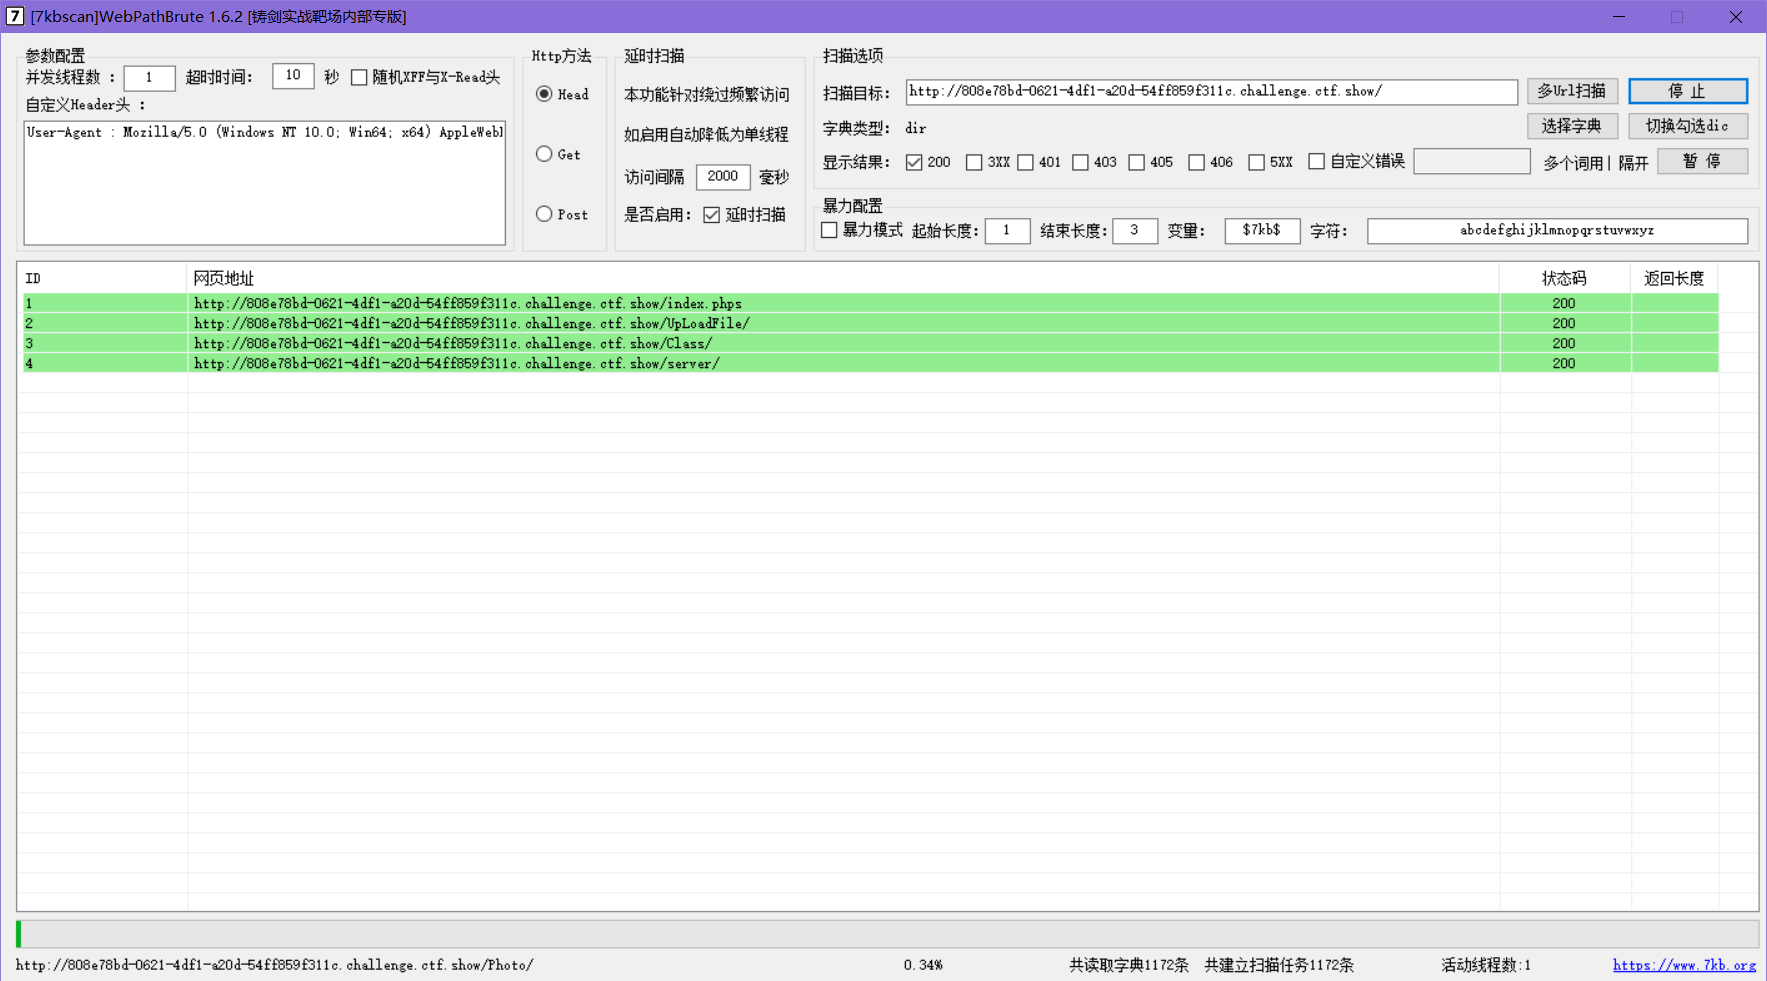 7 [7kbscan]WebPathBrute 1.6.2 [铸剑实战靶场内部专版]
参数配置
并发线程数 : 1 超时时间: 10 秒 随机XFF与X-Read头
自定义Header头 :
User-Agent : Mozilla/5.0 (Windows NT 10.0; Win64; x64) AppleWebK
Http方法
Head
Get
Post
延时扫描
本功能针对绕过频繁访问
如启用自动降低为单线程
访问间隔 2000 毫秒
是否启用: 延时扫描
扫描选项
扫描目标: http://808e78bd-0621-4df1-a20d-54ff859f311c.challenge.ctf.show/ 多Url扫描 停 止
字典类型: dir 选择字典 切换勾选dic
显示结果: 200 3XX 401 403 405 406 5XX 自定义错误 多个词用| 隔开 暂 停
暴力配置
暴力模式 起始长度: 1 结束长度: 3 变量: $7kb$ 字符: abcdefghijklmnopqrstuvwxyz
ID 网页地址 状态码 返回长度
1 http://808e78bd-0621-4df1-a20d-54ff859f311c.challenge.ctf.show/index.phps 200
2 http://808e78bd-0621-4df1-a20d-54ff859f311c.challenge.ctf.show/UpLoadFile/ 200
3 http://808e78bd-0621-4df1-a20d-54ff859f311c.challenge.ctf.show/Class/ 200
4 http://808e78bd-0621-4df1-a20d-54ff859f311c.challenge.ctf.show/server/ 200
http://808e78bd-0621-4df1-a20d-54ff859f311c.challenge.ctf.show/Photo/ 0.34% 共读取字典1172条 共建立扫描任务1172条 活动线程数:1 https://www.7kb.org